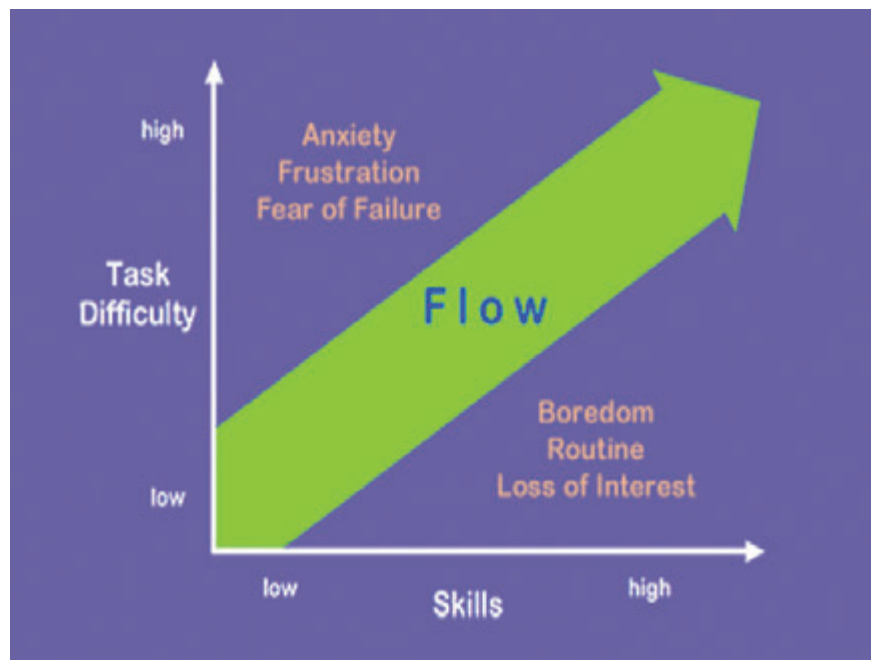 high
Anxiety
Frustration
Fear of Failure
Task
Difficulty
Flow
Boredom
Routine
Loss of Interest
low
low
Skills
high